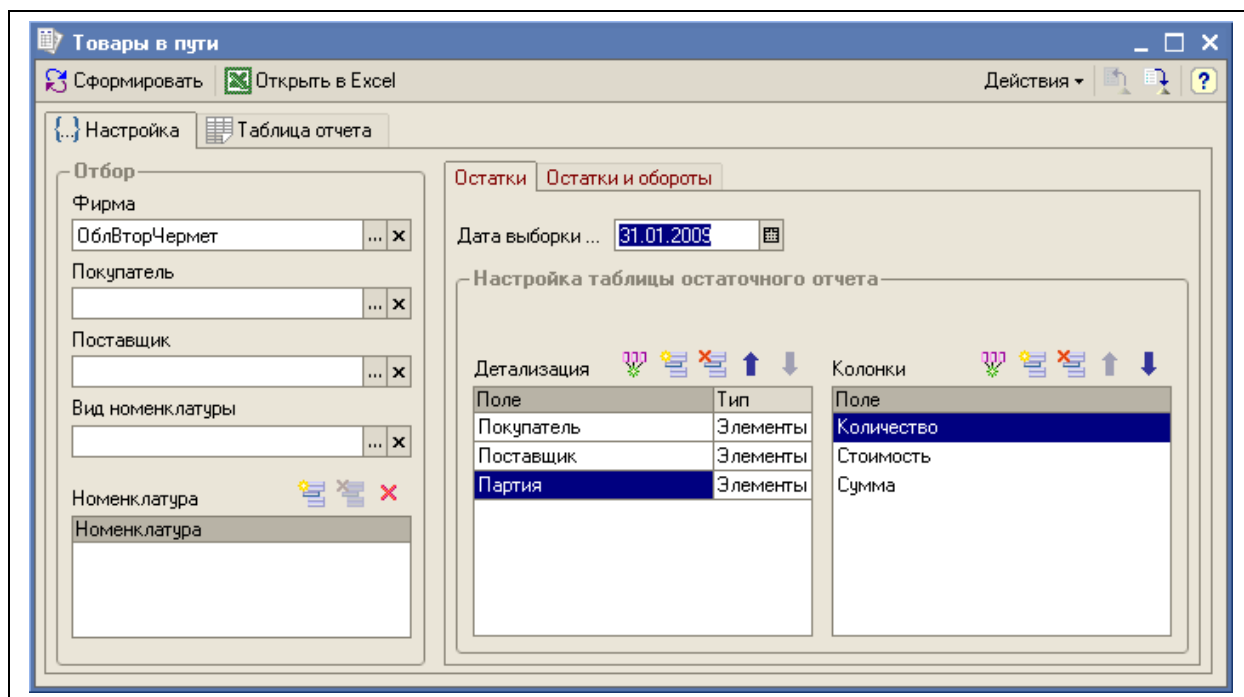 Товары в пути
Сформировать Открыть в Excel Действия
{...} Настройка Таблица отчета
Отбор
Фирма
ОблВторЧермет
Покупатель
Поставщик
Вид номенклатуры
Номенклатура
Номенклатура
Остатки Остатки и обороты
Дата выборки ... 31.01.2009
Настройка таблицы остаточного отчета
Детализация
Поле Тип
Покупатель Элементы
Поставщик Элементы
Партия Элементы
Колонки
Поле
Количество
Стоимость
Сумма